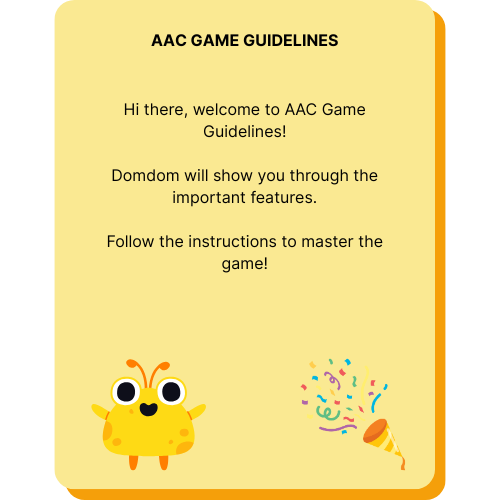 AAC GAME GUIDELINES
Hi there, welcome to AAC Game
Guidelines!
Domdom will show you through the
important features.
Follow the instructions to master the
game!